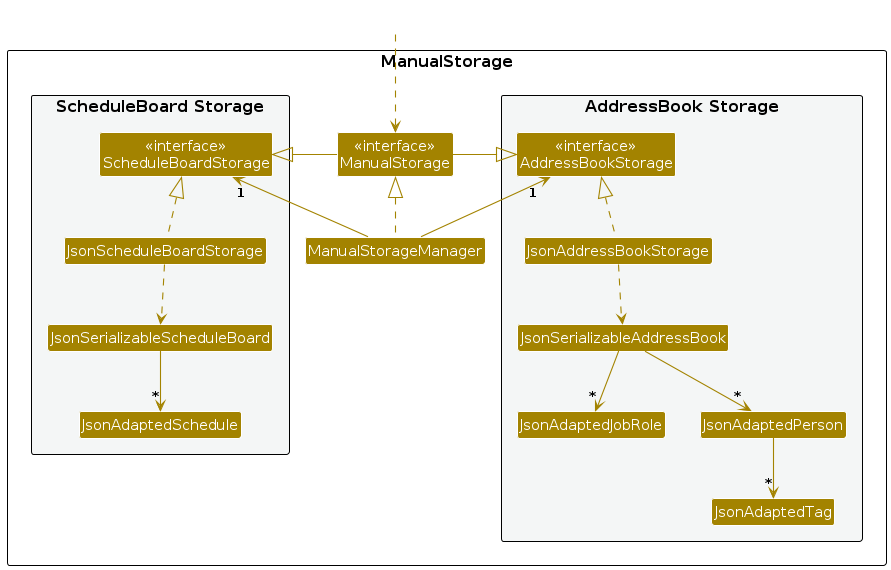 ManualStorage
ScheduleBoard Storage
AddressBook Storage
«interface»
ScheduleBoardStorage
«interface»
ManualStorage
«interface»
AddressBookStorage
1
1
JsonScheduleBoardStorage
ManualStorageManager
JsonAddressBookStorage
JsonSerializableScheduleBoard
JsonSerializableAddressBook
*
*
*
JsonAdaptedSchedule
JsonAdaptedJobRole
JsonAdaptedPerson
*
JsonAdaptedTag